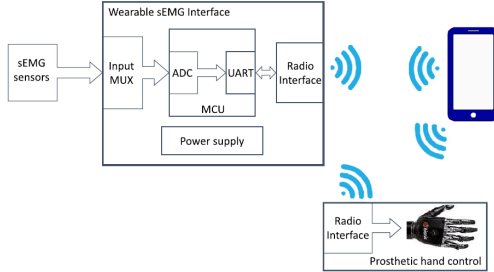 Wearable sEMG Interface
sEMG
sensors
Input
MUX
ADC
UART
MCU
Radio
Interface
Power supply
Radio
Interface
Prosthetic hand control